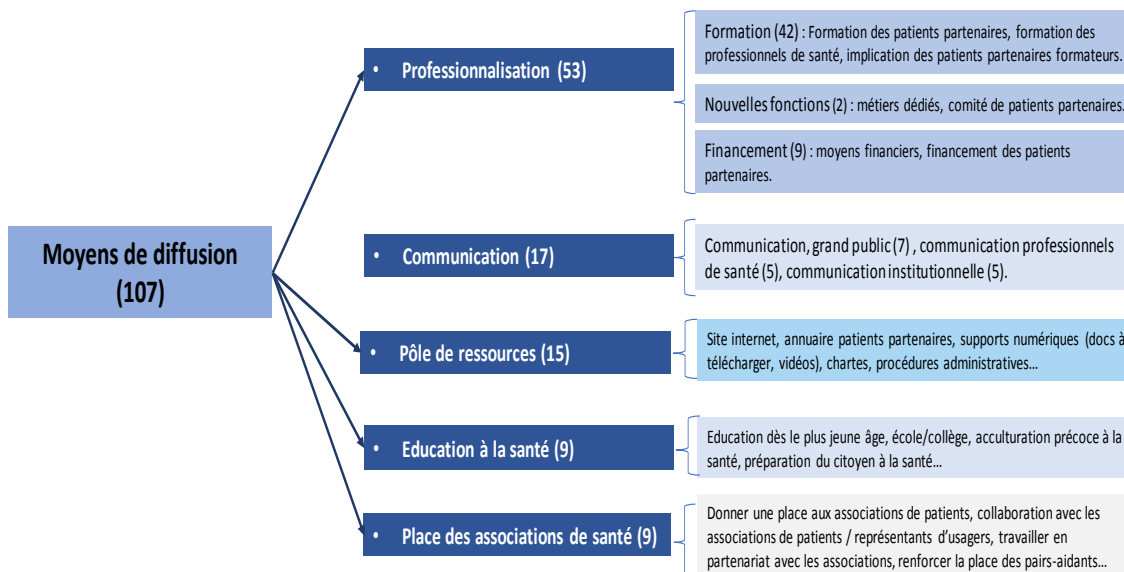 Moyens de diffusion
(107)
• Professionnalisation (53)
Formation (42) : Formation des patients partenaires, formation des
professionnels de santé, implication des patients partenaires formateurs.
Nouvelles fonctions (2) : métiers dédiés, comité de patients partenaires.
Financement (9) : moyens financiers, financement des patients
partenaires.
• Communication (17)
Communication, grand public (7) , communication professionnels
de santé (5), communication institutionnelle (5).
• Pôle de ressources (15)
Site internet, annuaire patients partenaires, supports numériques (docs à
télécharger, vidéos), chartes, procédures administratives…
• Education à la santé (9)
Education dès le plus jeune âge, école/collège, acculturation précoce à la
santé, préparation du citoyen à la santé…
• Place des associations de santé (9)
Donner une place aux associations de patients, collaboration avec les
associations de patients / représentants d'usagers, travailler en
partenariat avec les associations, renforcer la place des pairs-aidants…